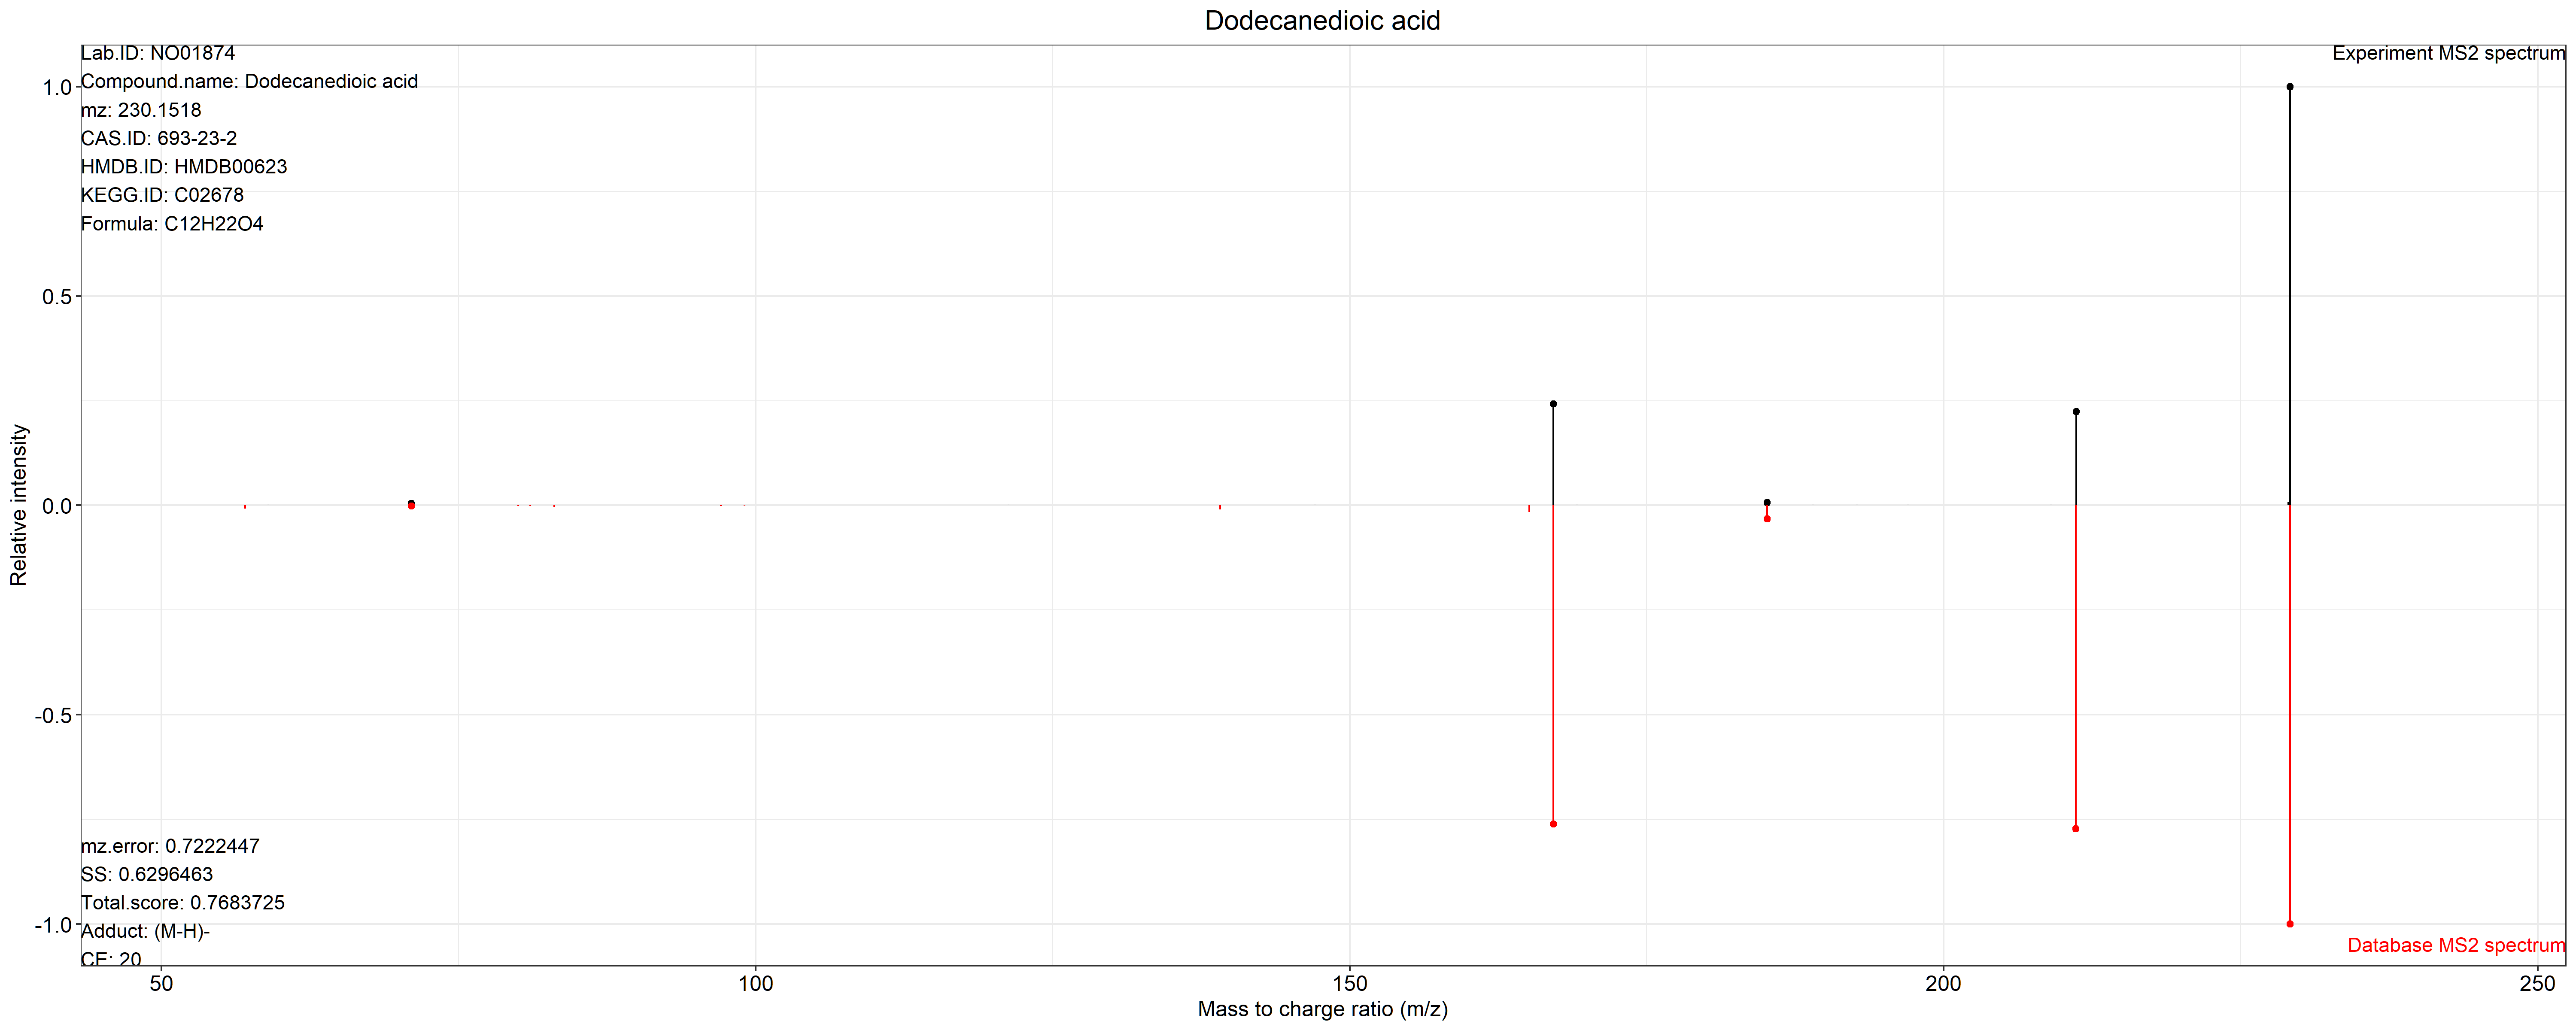 Dodecanedioic acid
Lab.ID: NO01874
Experiment MS2 spectrum
Compound.name: Dodecanedioic acid
mz: 230.1518
CAS.ID: 693-23-2
HMDB.ID: HMDB00623
KEGG.ID: C02678
Formula: C12H22O4
1.0
0.5
0.0
-0.5
-1.0
Relative intensity
mz.error: 0.7222447
SS: 0.6296463
Total.score: 0.7683725
Adduct: (M-H)-
CE: 20
Database MS2 spectrum
50 100 150 200 250
Mass to charge ratio (m/z)